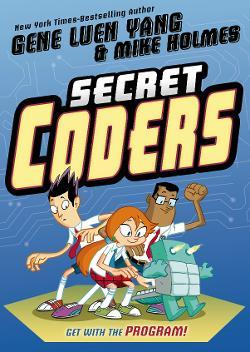 New York Times-Bestselling Author
GENE LUEN YANG
& MIKE HOLMES
SECRET
CODERS
GET WITH THE PROGRAM!